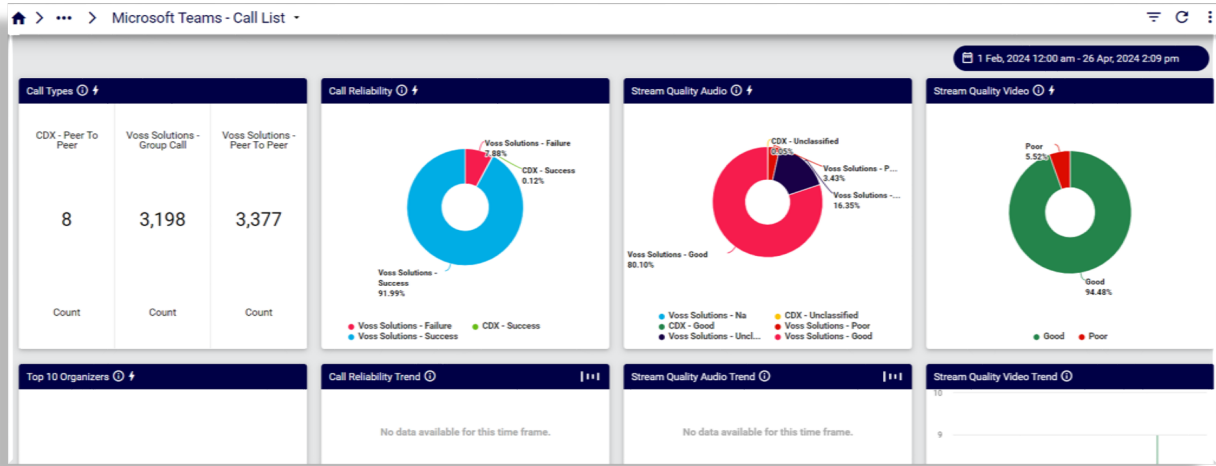 Microsoft Teams - Call List
1 Feb, 2024 12:00 am - 26 Apr, 2024 2:09 pm
Call Types
CDX - Peer To
Peer
8
Count
Voss Solutions -
Group Call
3,198
Count
Voss Solutions -
Peer To Peer
3,377
Count
Call Reliability
Voss Solutions - Failure
7.88%
CDX - Success
0.12%
Voss Solutions -
Success
91.99%
Voss Solutions - Failure
CDX - Success
Voss Solutions - Success
Stream Quality Audio
CDX - Unclassified
0.05%
Voss Solutions - P...
3.43%
Voss Solutions -...
16.35%
Voss Solutions - Good
80.10%
Voss Solutions - Na
CDX - Unclassified
CDX - Good
Voss Solutions - Poor
Voss Solutions - Uncl...
Voss Solutions - Good
Stream Quality Video
Poor
5.52%
Good
94.48%
Good
Poor
Top 10 Organizers
Call Reliability Trend
No data available for this time frame.
Stream Quality Audio Trend
No data available for this time frame.
Stream Quality Video Trend
10
9